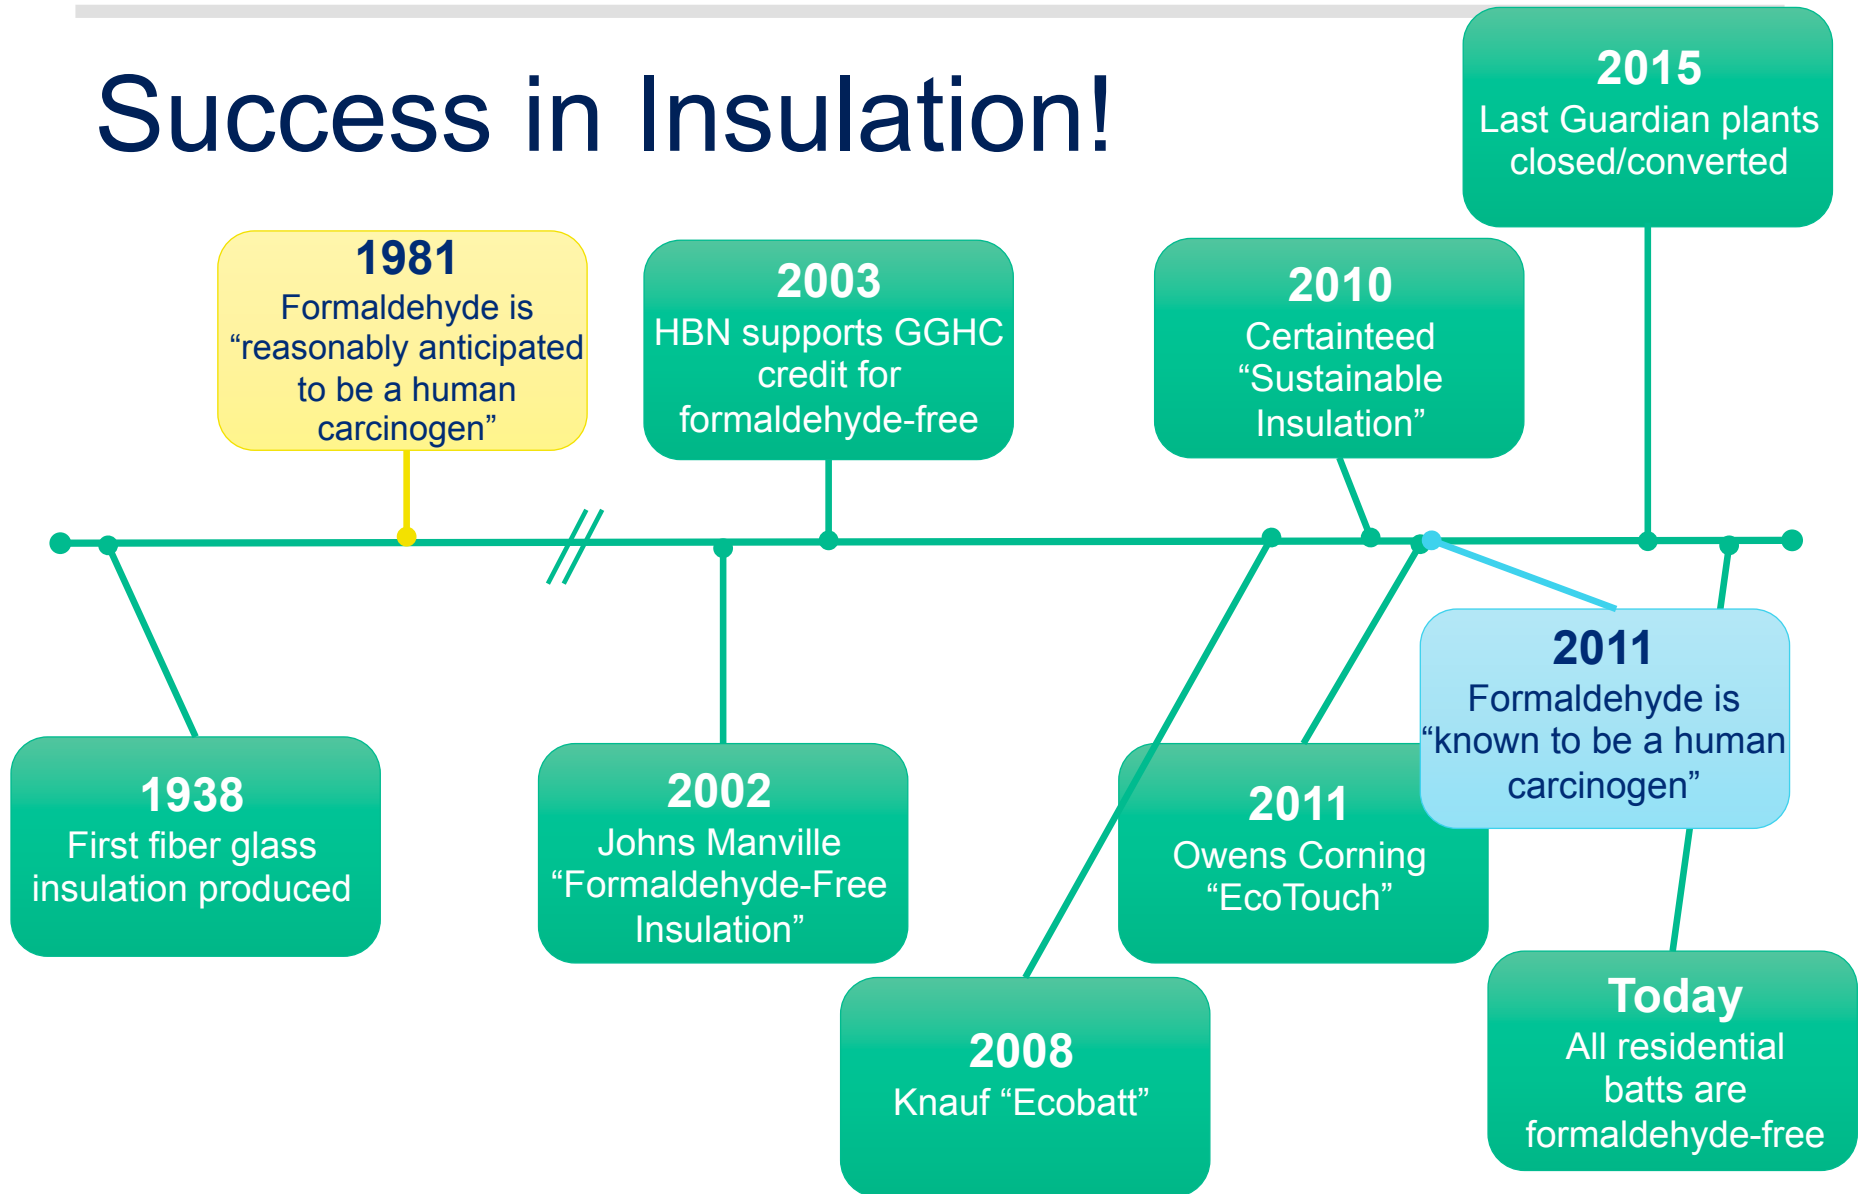 Success in Insulation!
2015
Last Guardian plants
closed/converted
1981
Formaldehyde is
“reasonably anticipated
to be a human
carcinogen”
2003
HBN supports GGHC
credit for
formaldehyde-free
2010
Certainteed
“Sustainable
Insulation”
1938
First fiber glass
insulation produced
2002
Johns Manville
“Formaldehyde-Free
Insulation”
2008
Knauf “Ecobatt”
2011
Owens Corning
“EcoTouch”
2011
Formaldehyde is
“known to be a human
carcinogen”
Today
All residential
batts are
formaldehyde-free